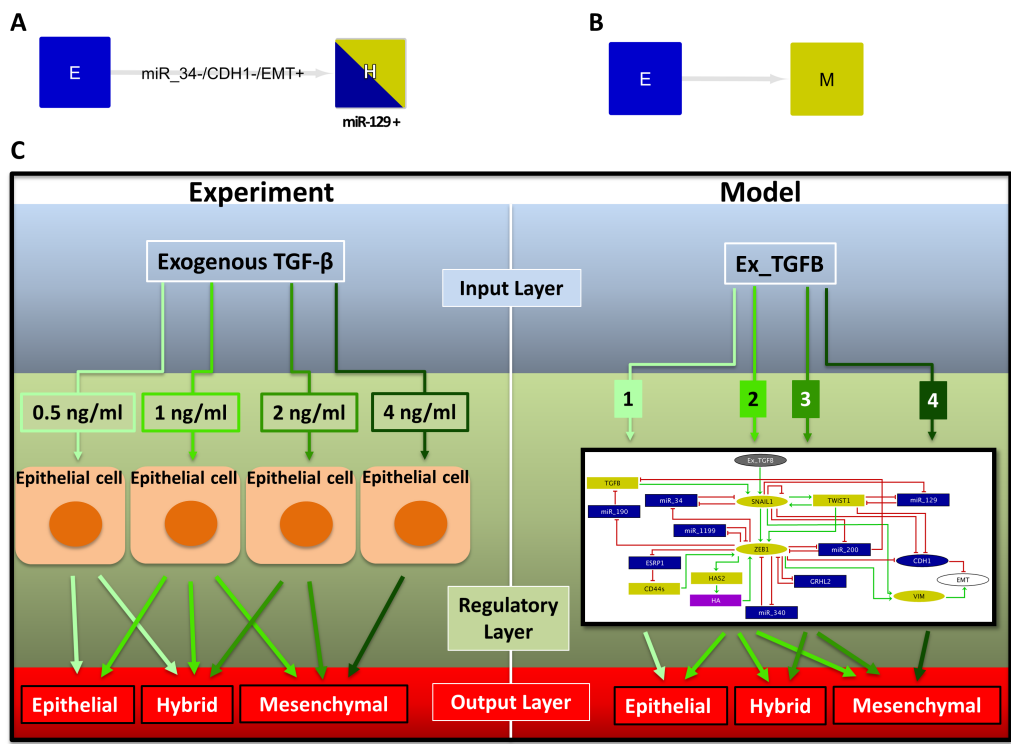 A
E
miR_34-/CDH1-/EMT+
H
miR-129 +
B
E
M
C
Experiment
Model
Exogenous TGF-β
Ex_TGFB
Input Layer
0.5 ng/ml
1 ng/ml
2 ng/ml
4 ng/ml
1
2
3
4
Epithelial cell
Epithelial cell
Epithelial cell
Epithelial cell
Ex_TGFB
TGFB
miR_34
SNAIL1
TWIST1
miR_129
miR_190
miR_1199
ZEB1
miR_200
ESRP1
CDH1
CD44s
HAS2
GRHL2
EMT
HA
VIM
miR_340
Regulatory
Layer
Epithelial
Hybrid
Mesenchymal
Output Layer
Epithelial
Hybrid
Mesenchymal